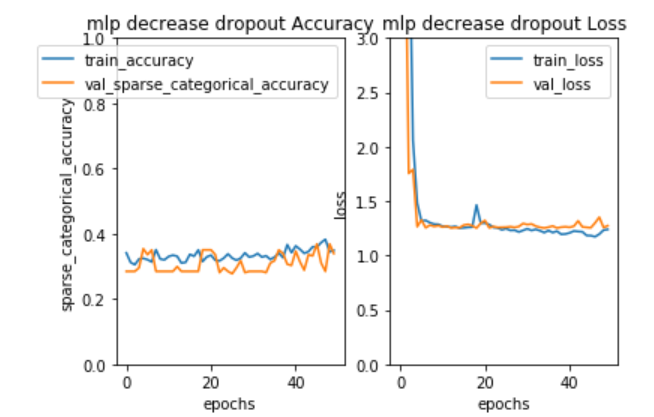 mlp decrease dropout Accuracy
mlp decrease dropout Loss
1.0
0.8
0.6
0.4
0.2
0.0
sparse_categorical_accuracy
train_accuracy
val_sparse_categorical_accuracy
0
20
40
epochs
3.0
2.5
2.0
1.5
1.0
0.5
0.0
loss
train_loss
val_loss
0
20
40
epochs